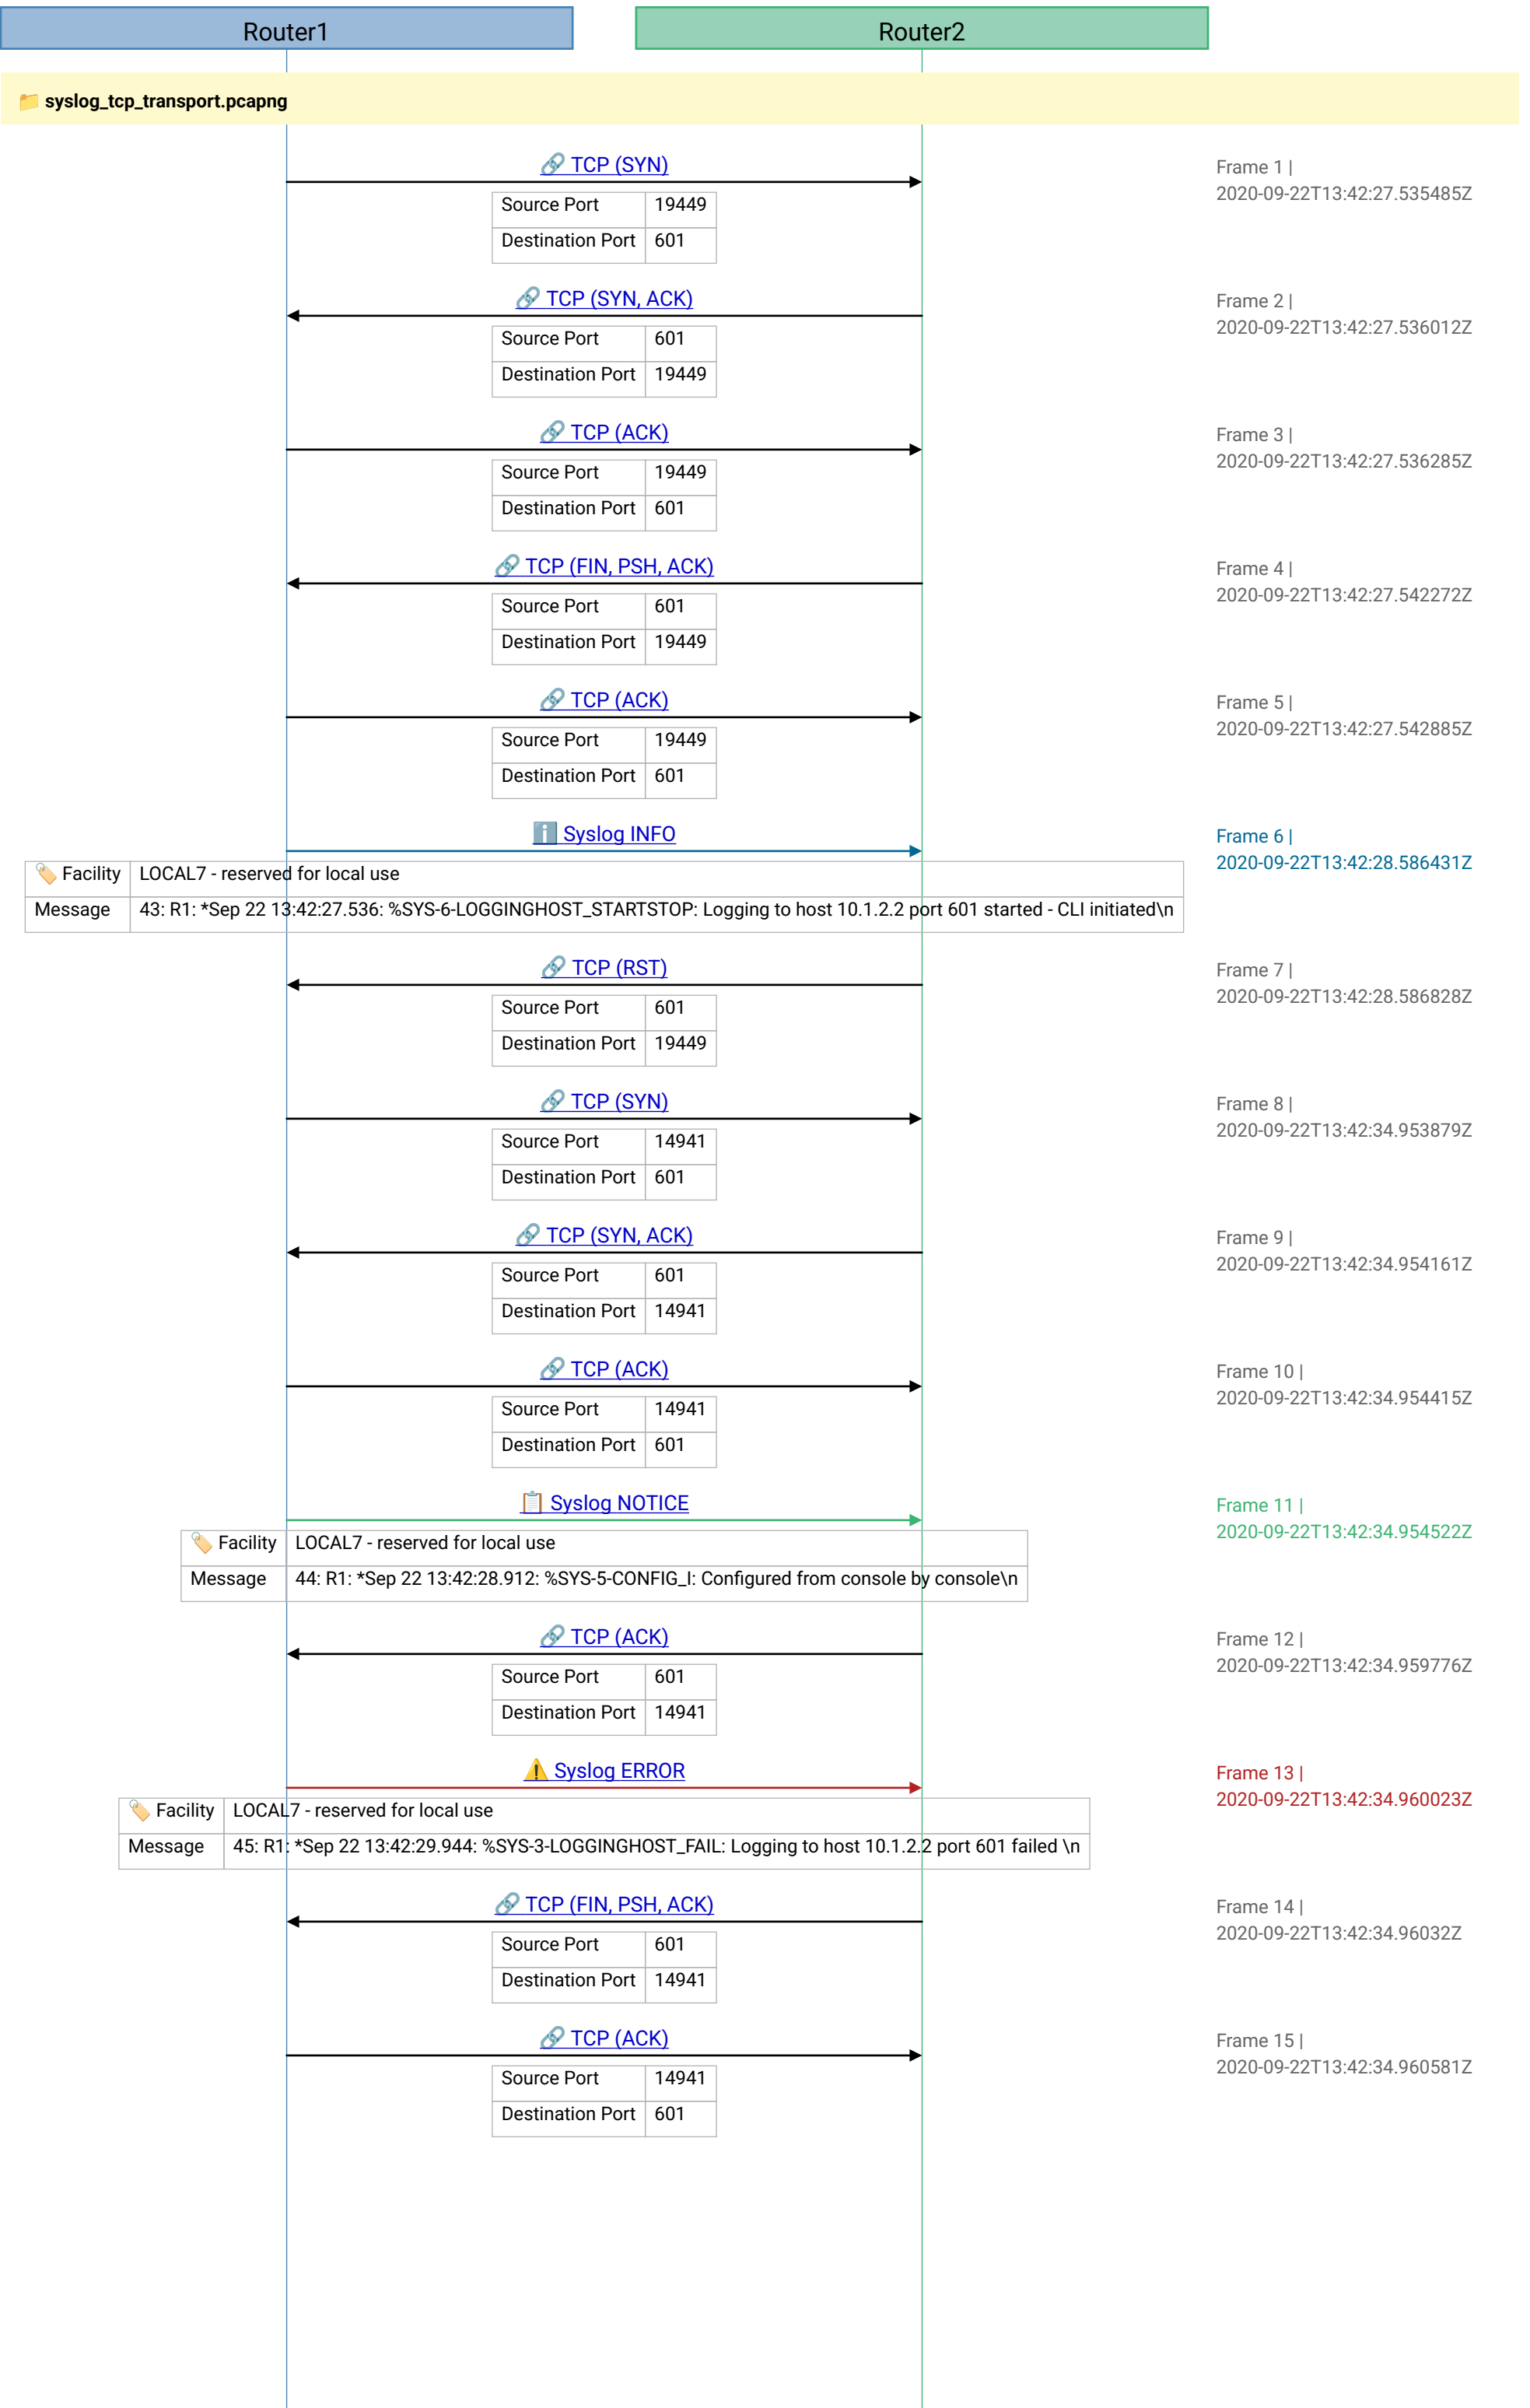 Router1
Router2
📁 syslog_tcp_transport.pcapng
🔗 TCP (SYN)
Frame 1 |
2020-09-22T13:42:27.535485Z
Source Port 19449
Destination Port 601
🔗 TCP (SYN, ACK)
Frame 2 |
2020-09-22T13:42:27.536012Z
Source Port 601
Destination Port 19449
🔗 TCP (ACK)
Frame 3 |
2020-09-22T13:42:27.536285Z
Source Port 19449
Destination Port 601
🔗 TCP (FIN, PSH, ACK)
Frame 4 |
2020-09-22T13:42:27.542272Z
Source Port 601
Destination Port 19449
🔗 TCP (ACK)
Frame 5 |
2020-09-22T13:42:27.542885Z
Source Port 19449
Destination Port 601
ℹ️ Syslog INFO
Frame 6 |
2020-09-22T13:42:28.586431Z
🏷️ Facility LOCAL7 - reserved for local use
Message 43: R1: *Sep 22 13:42:27.536: %SYS-6-LOGGINGHOST_STARTSTOP: Logging to host 10.1.2.2 port 601 started - CLI initiated\n
🔗 TCP (RST)
Frame 7 |
2020-09-22T13:42:28.586828Z
Source Port 601
Destination Port 19449
🔗 TCP (SYN)
Frame 8 |
2020-09-22T13:42:34.953879Z
Source Port 14941
Destination Port 601
🔗 TCP (SYN, ACK)
Frame 9 |
2020-09-22T13:42:34.954161Z
Source Port 601
Destination Port 14941
🔗 TCP (ACK)
Frame 10 |
2020-09-22T13:42:34.954415Z
Source Port 14941
Destination Port 601
📋 Syslog NOTICE
Frame 11 |
2020-09-22T13:42:34.954522Z
🏷️ Facility LOCAL7 - reserved for local use
Message 44: R1: *Sep 22 13:42:28.912: %SYS-5-CONFIG_I: Configured from console by console\n
🔗 TCP (ACK)
Frame 12 |
2020-09-22T13:42:34.959776Z
Source Port 601
Destination Port 14941
⚠️ Syslog ERROR
Frame 13 |
2020-09-22T13:42:34.960023Z
🏷️ Facility LOCAL7 - reserved for local use
Message 45: R1: *Sep 22 13:42:29.944: %SYS-3-LOGGINGHOST_FAIL: Logging to host 10.1.2.2 port 601 failed \n
🔗 TCP (FIN, PSH, ACK)
Frame 14 |
2020-09-22T13:42:34.96032Z
Source Port 601
Destination Port 14941
🔗 TCP (ACK)
Frame 15 |
2020-09-22T13:42:34.960581Z
Source Port 14941
Destination Port 601